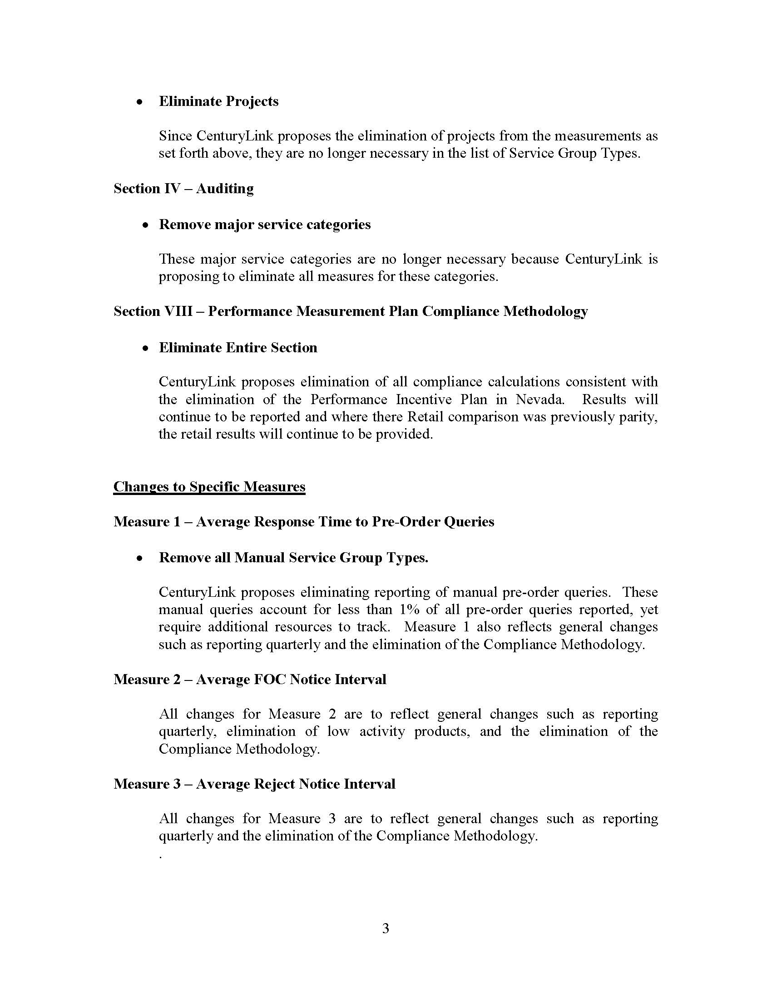 • Eliminate Projects
Since CenturyLink proposes the elimination of projects from the measurements as
set forth above, they are no longer necessary in the list of Service Group Types.
Section IV – Auditing
• Remove major service categories
These major service categories are no longer necessary because CenturyLink is
proposing to eliminate all measures for these categories.
Section VIII – Performance Measurement Plan Compliance Methodology
• Eliminate Entire Section
CenturyLink proposes elimination of all compliance calculations consistent with
the elimination of the Performance Incentive Plan in Nevada. Results will
continue to be reported and where there Retail comparison was previously parity,
the retail results will continue to be provided.
Changes to Specific Measures
Measure 1 – Average Response Time to Pre-Order Queries
• Remove all Manual Service Group Types.
CenturyLink proposes eliminating reporting of manual pre-order queries. These
manual queries account for less than 1% of all pre-order queries reported, yet
require additional resources to track. Measure 1 also reflects general changes
such as reporting quarterly and the elimination of the Compliance Methodology.
Measure 2 – Average FOC Notice Interval
All changes for Measure 2 are to reflect general changes such as reporting
quarterly, elimination of low activity products, and the elimination of the
Compliance Methodology.
Measure 3 – Average Reject Notice Interval
All changes for Measure 3 are to reflect general changes such as reporting
quarterly and the elimination of the Compliance Methodology.
.
3